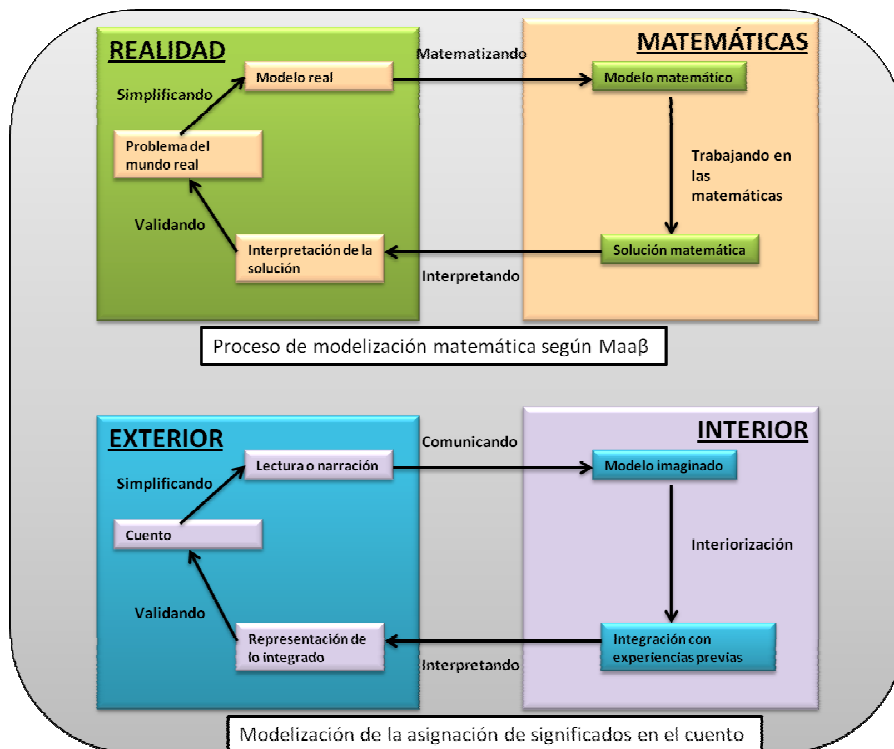 REALIDAD
MATEMÁTICAS
Matematizando
Modelo real
Modelo matemático
Simplificando
Problema del
mundo real
Trabajando en
las
matemáticas
Validando
Interpretación de la
solución
Solución matemática
Interpretando
Proceso de modelización matemática según Maaβ
EXTERIOR
INTERIOR
Comunicando
Lectura o narración
Modelo imaginado
Simplificando
Cuento
Interiorización
Validando
Representación de
lo integrado
Integración con
experiencias previas
Interpretando
Modelización de la asignación de significados en el cuento